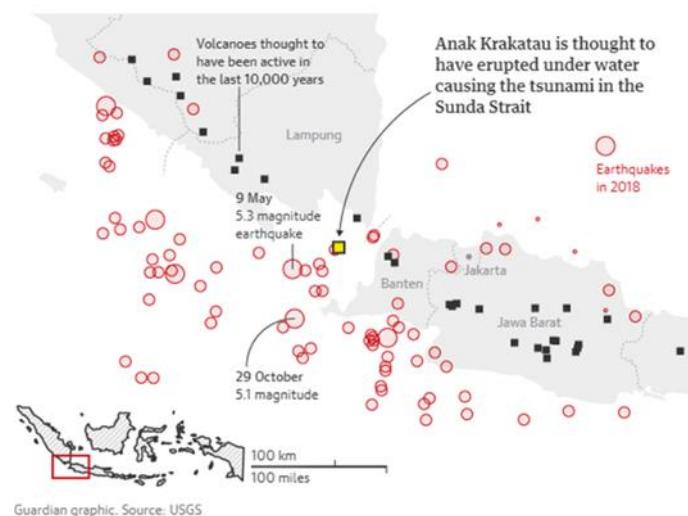 Volcanoes thought to
have been active in
the last 10,000 years
Anak Krakatau is thought to
have erupted under water
causing the tsunami in the
Sunda Strait
Lampung
Earthquakes
in 2018
9 May
5.3 magnitude
earthquake
Jakarta
Banten
Jawa Barat
29 October
5.1 magnitude
100 km
100 miles
Guardian graphic. Source: USGS